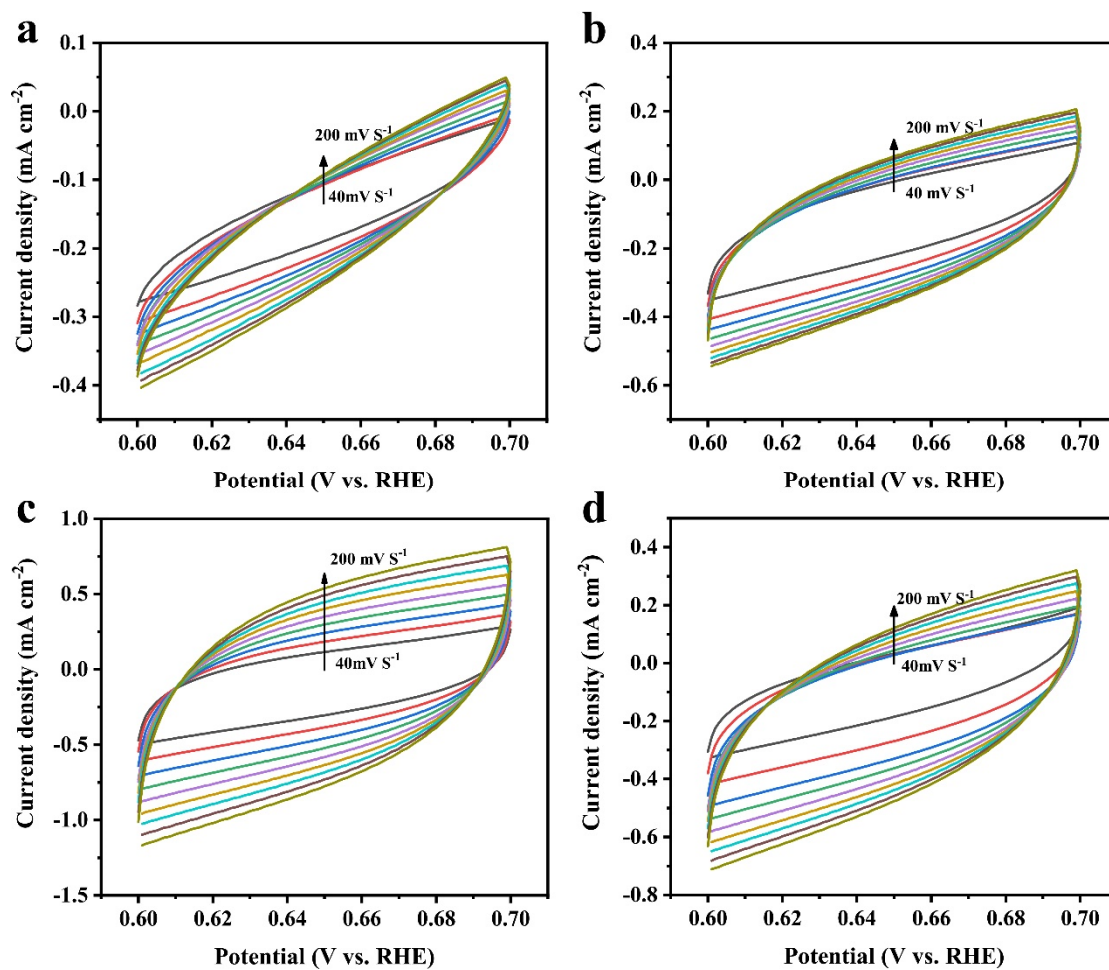 a
0.1
0.0
-0.1
-0.2
-0.3
-0.4
Current density (mA cm-2)
200 mV S-1
40mV S-1
0.60 0.62 0.64 0.66 0.68 0.70
Potential (V vs. RHE)
b
0.4
0.2
0.0
-0.2
-0.4
-0.6
Current density (mA cm-2)
200 mV S-1
40 mV S-1
0.60 0.62 0.64 0.66 0.68 0.70
Potential (V vs. RHE)
c
1.0
0.5
0.0
-0.5
-1.0
-1.5
Current density (mA cm-2)
200 mV S-1
40mV S-1
0.60 0.62 0.64 0.66 0.68 0.70
Potential (V vs. RHE)
d
0.4
0.2
0.0
-0.2
-0.4
-0.6
-0.8
Current density (mA cm-2)
200 mV S-1
40mV S-1
0.60 0.62 0.64 0.66 0.68 0.70
Potential (V vs. RHE)